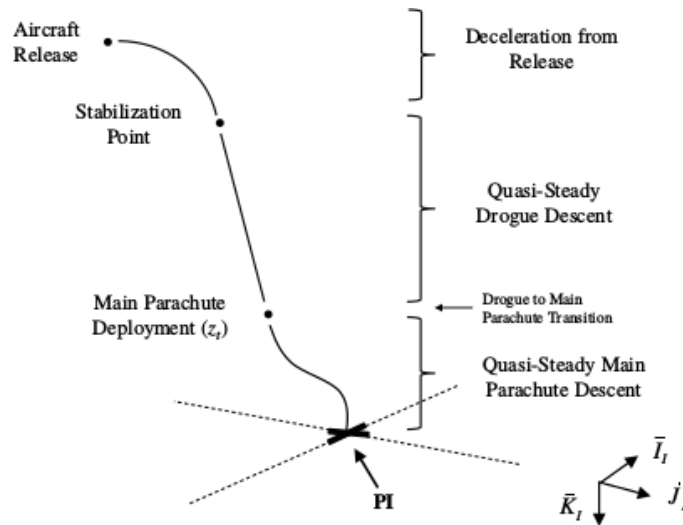 Aircraft
Release
Deceleration from
Release
Stabilization
Point
Quasi-Steady
Drogue Descent
Main Parachute
Deployment (z_t)
Drogue to Main
Parachute Transition
Quasi-Steady Main
Parachute Descent
PI
Ī_I
K̄_I